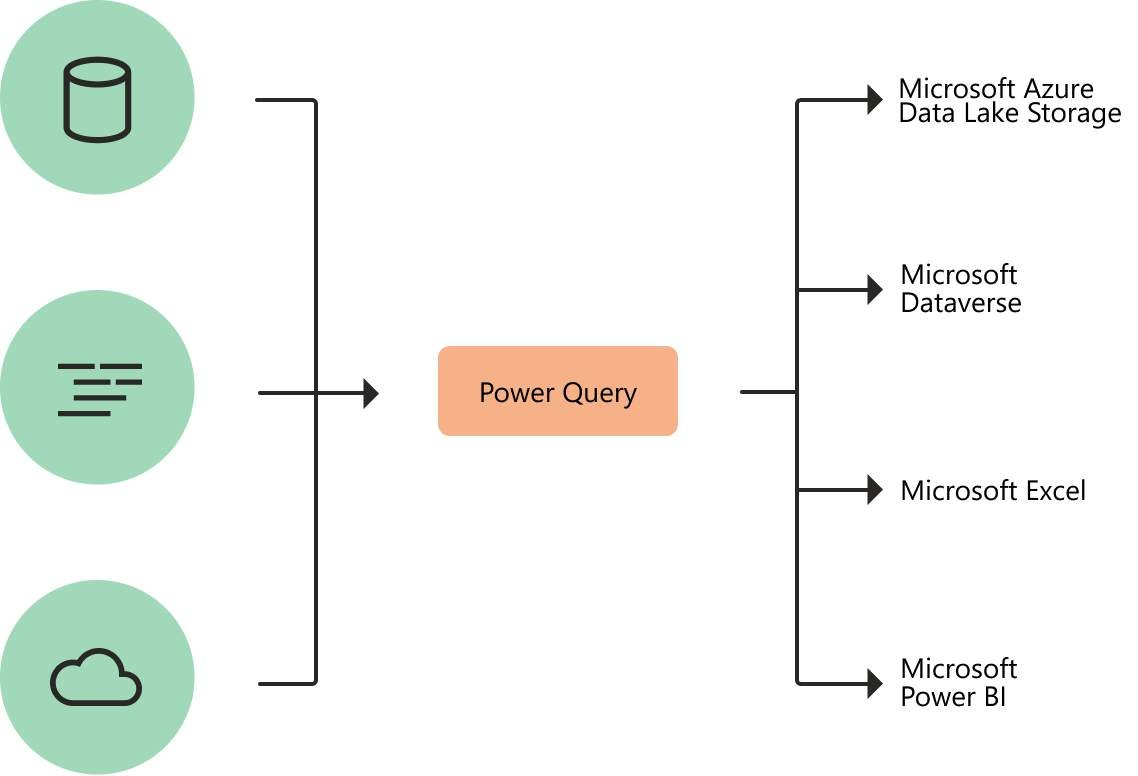 Microsoft Azure
Data Lake Storage
Microsoft
Dataverse
Power Query
Microsoft Excel
Microsoft
Power BI